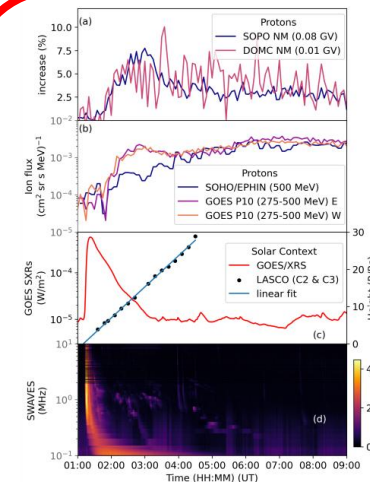 (a)
Protons
SOPO NM (0.08 GV)
DOMC NM (0.01 GV)
increase (%)
10.0
7.5
5.0
2.5
10⁻²
(b)
Ion flux
(cm² sr s MeV)⁻¹
10⁻³
10⁻⁴
Protons
SOHO/EPHIN (500 MeV)
GOES P10 (275-500 MeV) E
GOES P10 (275-500 MeV) W
10⁻⁵
30
GOES SXRs
(W/m²)
10⁻⁴
10⁻⁵
Solar Context
GOES/XRS
LASCO (C2 & C3)
linear fit
20
10
0
(c)
10¹
SWAVES
(MHz)
10⁰
10⁻¹
(d)
4
2
0
01:00 02:00 03:00 04:00 05:00 06:00 07:00 08:00 09:00
Time (HH:MM) (UT)